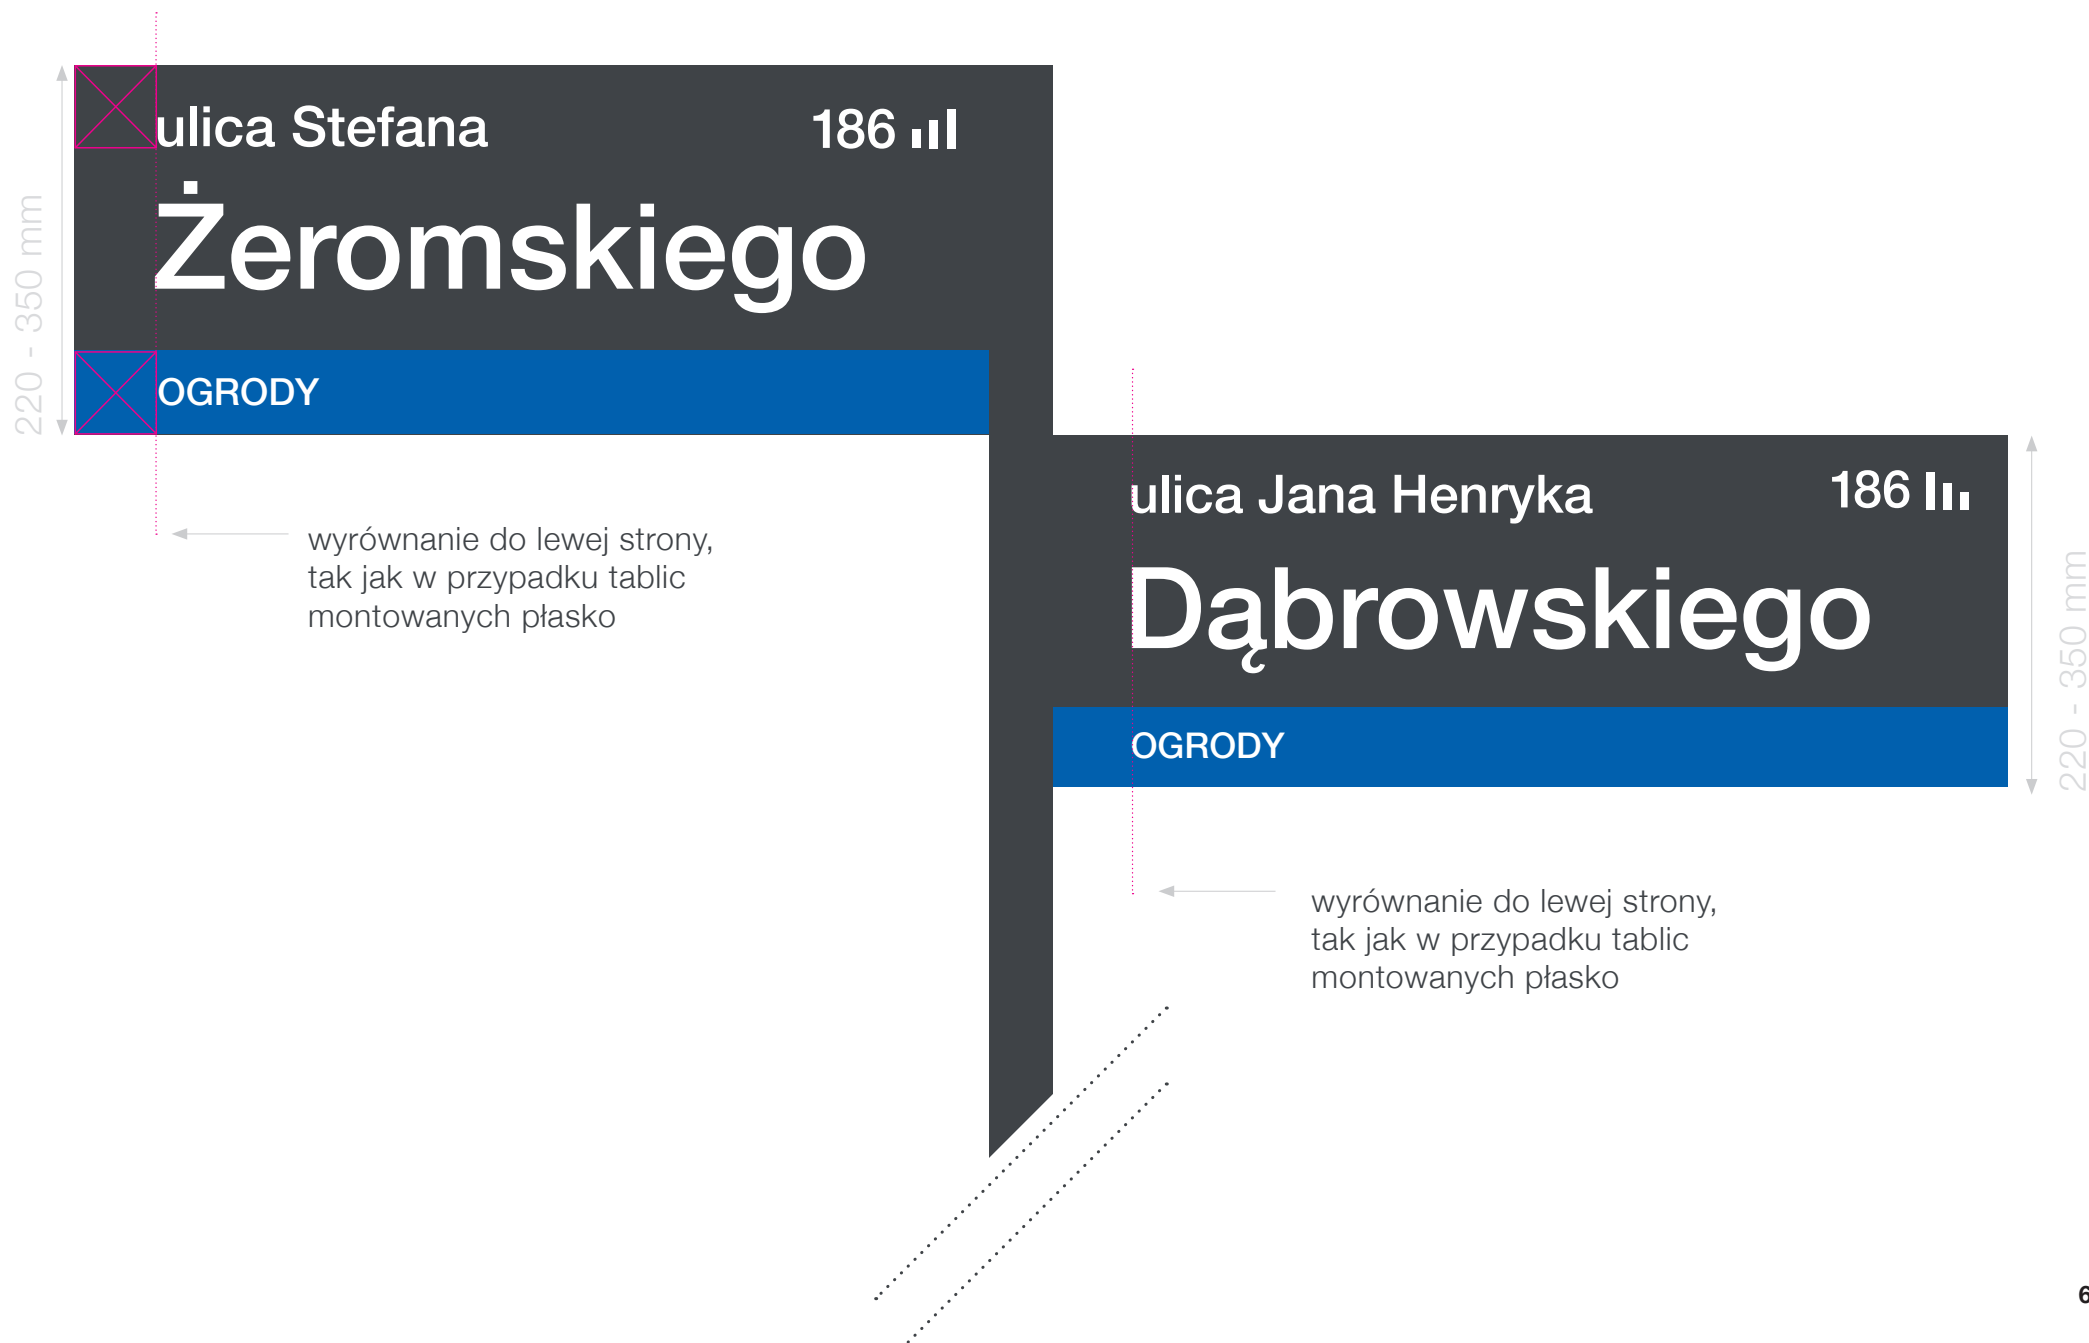 220 - 350 mm
ulica Stefana
186
Żeromskiego
OGRODY
wyrównanie do lewej strony,
tak jak w przypadku tablic
montowanych płasko
ulica Jana Henryka
186
Dąbrowskiego
OGRODY
220 - 350 mm
wyrównanie do lewej strony,
tak jak w przypadku tablic
montowanych płasko
6